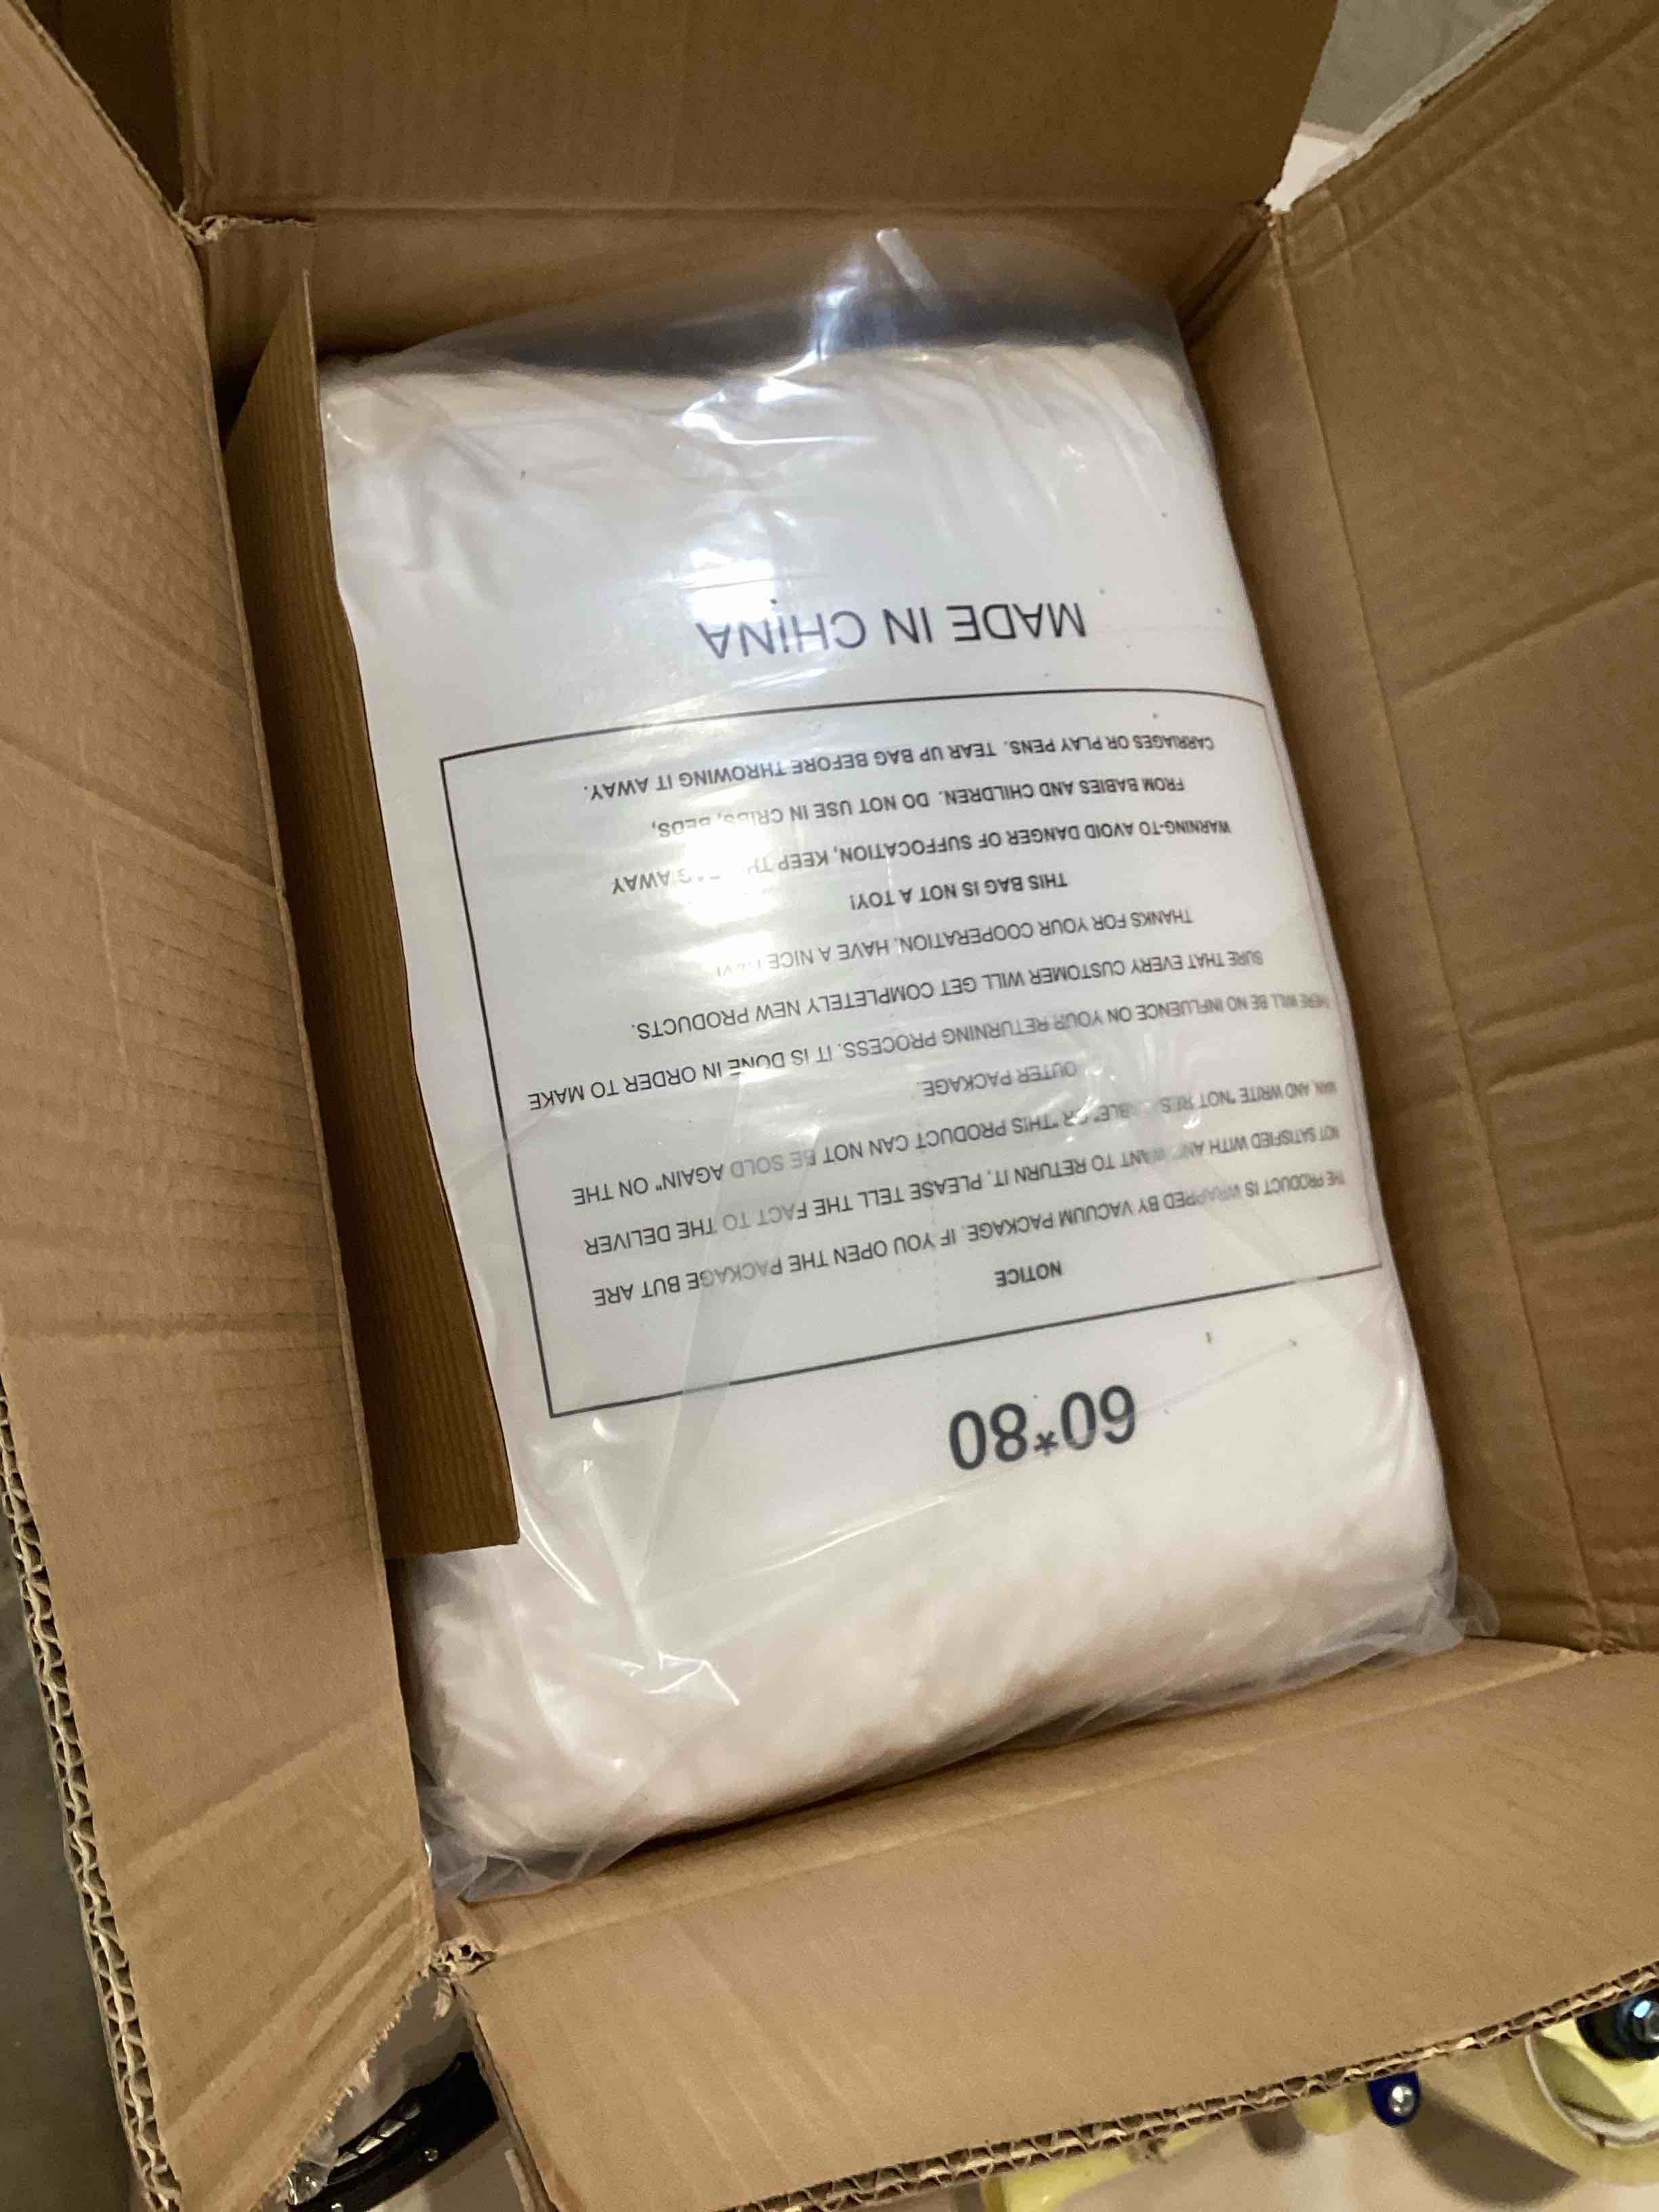 60*80
NOTICE
THE PRODUCT IS WRAPPED BY VACUUM PACKAGE. IF YOU OPEN THE PACKAGE BUT ARE
NOT SATISFIED WITH AND WANT TO RETURN IT, PLEASE TELL THE FACT TO THE DELIVER
MAN, AND WRITE "NOT OR "THIS PRODUCT CAN NOT BE SOLD AGAIN" ON THE
OUTER PACKAGE.
THERE WILL BE NO INFLUENCE ON YOUR RETURNING PROCESS. IT IS DONE IN ORDER TO MAKE
SURE THAT EVERY CUSTOMER WILL GET COMPLETELY NEW PRODUCTS.
THANKS FOR YOUR COOPERATION. HAVE A NICE
THIS BAG IS NOT A TOY!
WARNING-TO AVOID DANGER OF SUFFOCATION, KEEP AWAY
FROM BABIES AND CHILDREN. DO NOT USE IN CRIBS, BEDS,
CARRIAGES OR PLAY PENS. TEAR UP BAG BEFORE THROWING IT AWAY.
MADE IN CHINA